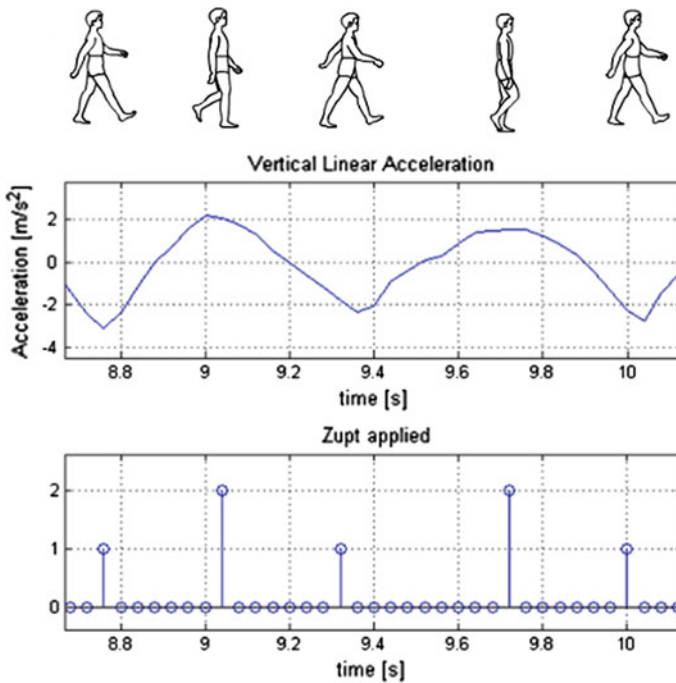 Vertical Linear Acceleration
Acceleration [m/s²]
2
0
-2
-4
8.8 9 9.2 9.4 9.6 9.8 10
time [s]
Zupt applied
2
1
0
8.8 9 9.2 9.4 9.6 9.8 10
time [s]